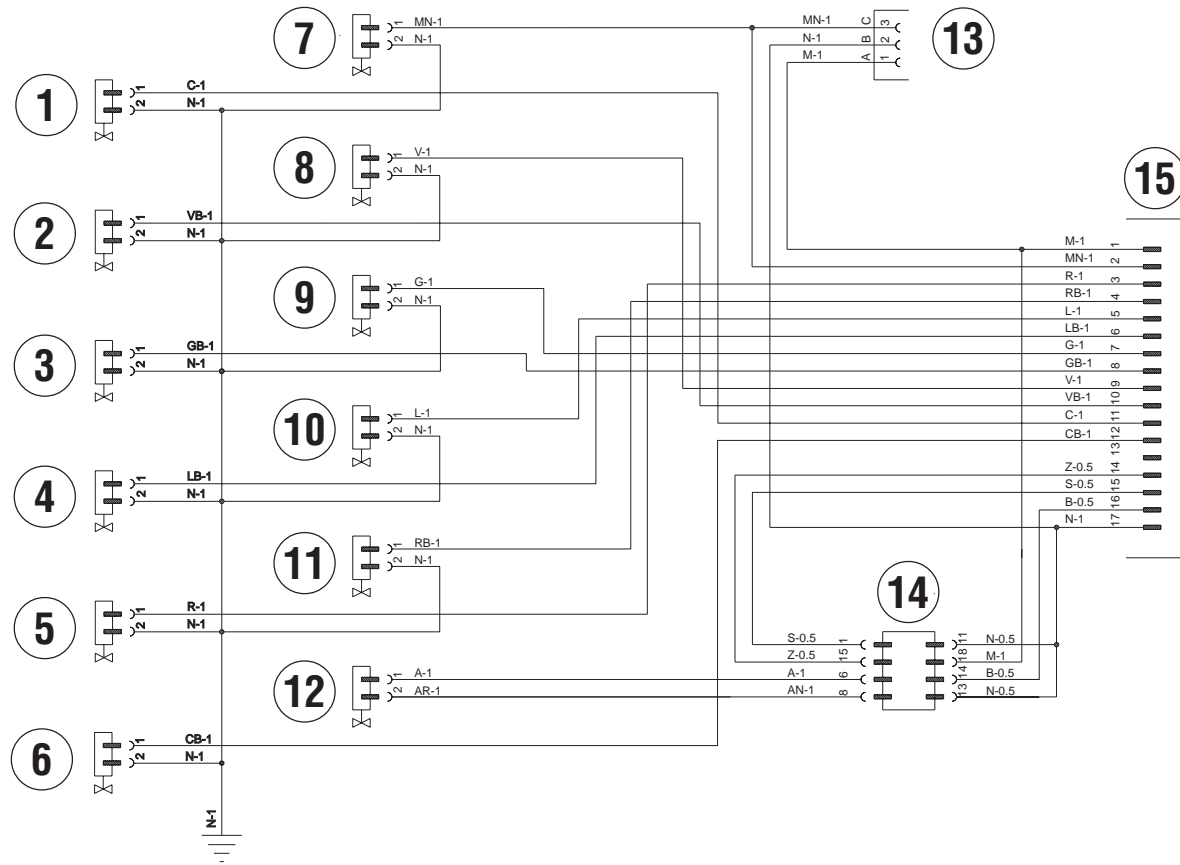 7
1 MN-1
2 N-1
MN-1 C 3
N-1 B 2
M-1 A 1
13
1
1 C-1
2 N-1
8
1 V-1
2 N-1
15
2
1 VB-1
2 N-1
9
1 G-1
2 N-1
3
1 GB-1
2 N-1
10
1 L-1
2 N-1
4
1 LB-1
2 N-1
11
1 RB-1
2 N-1
5
1 R-1
2 N-1
12
1 A-1
2 AR-1
6
1 CB-1
2 N-1
N-1
M-1 1
MN-1 2
R-1 3
RB-1 4
L-1 5
LB-1 6
G-1 7
GB-1 8
V-1 9
VB-1 10
C-1 11
CB-1 12
13
Z-0.5 14
S-0.5 15
B-0.5 16
N-1 17
14
S-0.5 1
Z-0.5 15
A-1 6
AN-1 8
11 N-0.5
18 M-1
14 B-0.5
13 N-0.5